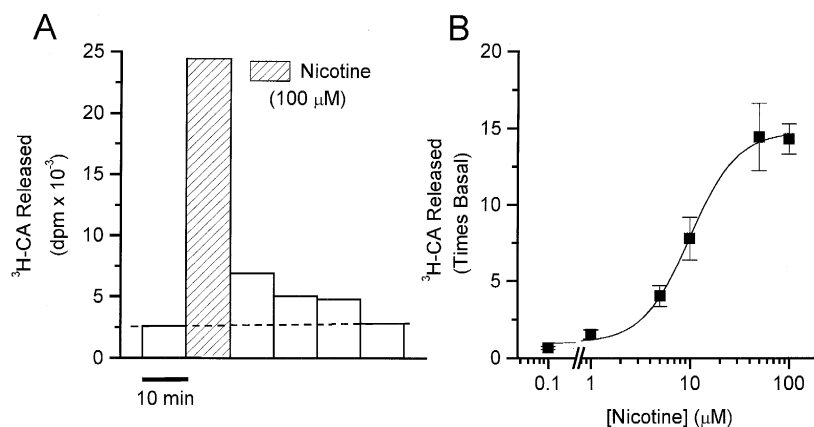 A
25
20
15
10
5
0
³H-CA Released
(dpm x 10⁻³)
Nicotine
(100 µM)
10 min
B
20
15
10
5
0
³H-CA Released
(Times Basal)
0.1 1 10 100
[Nicotine] (µM)